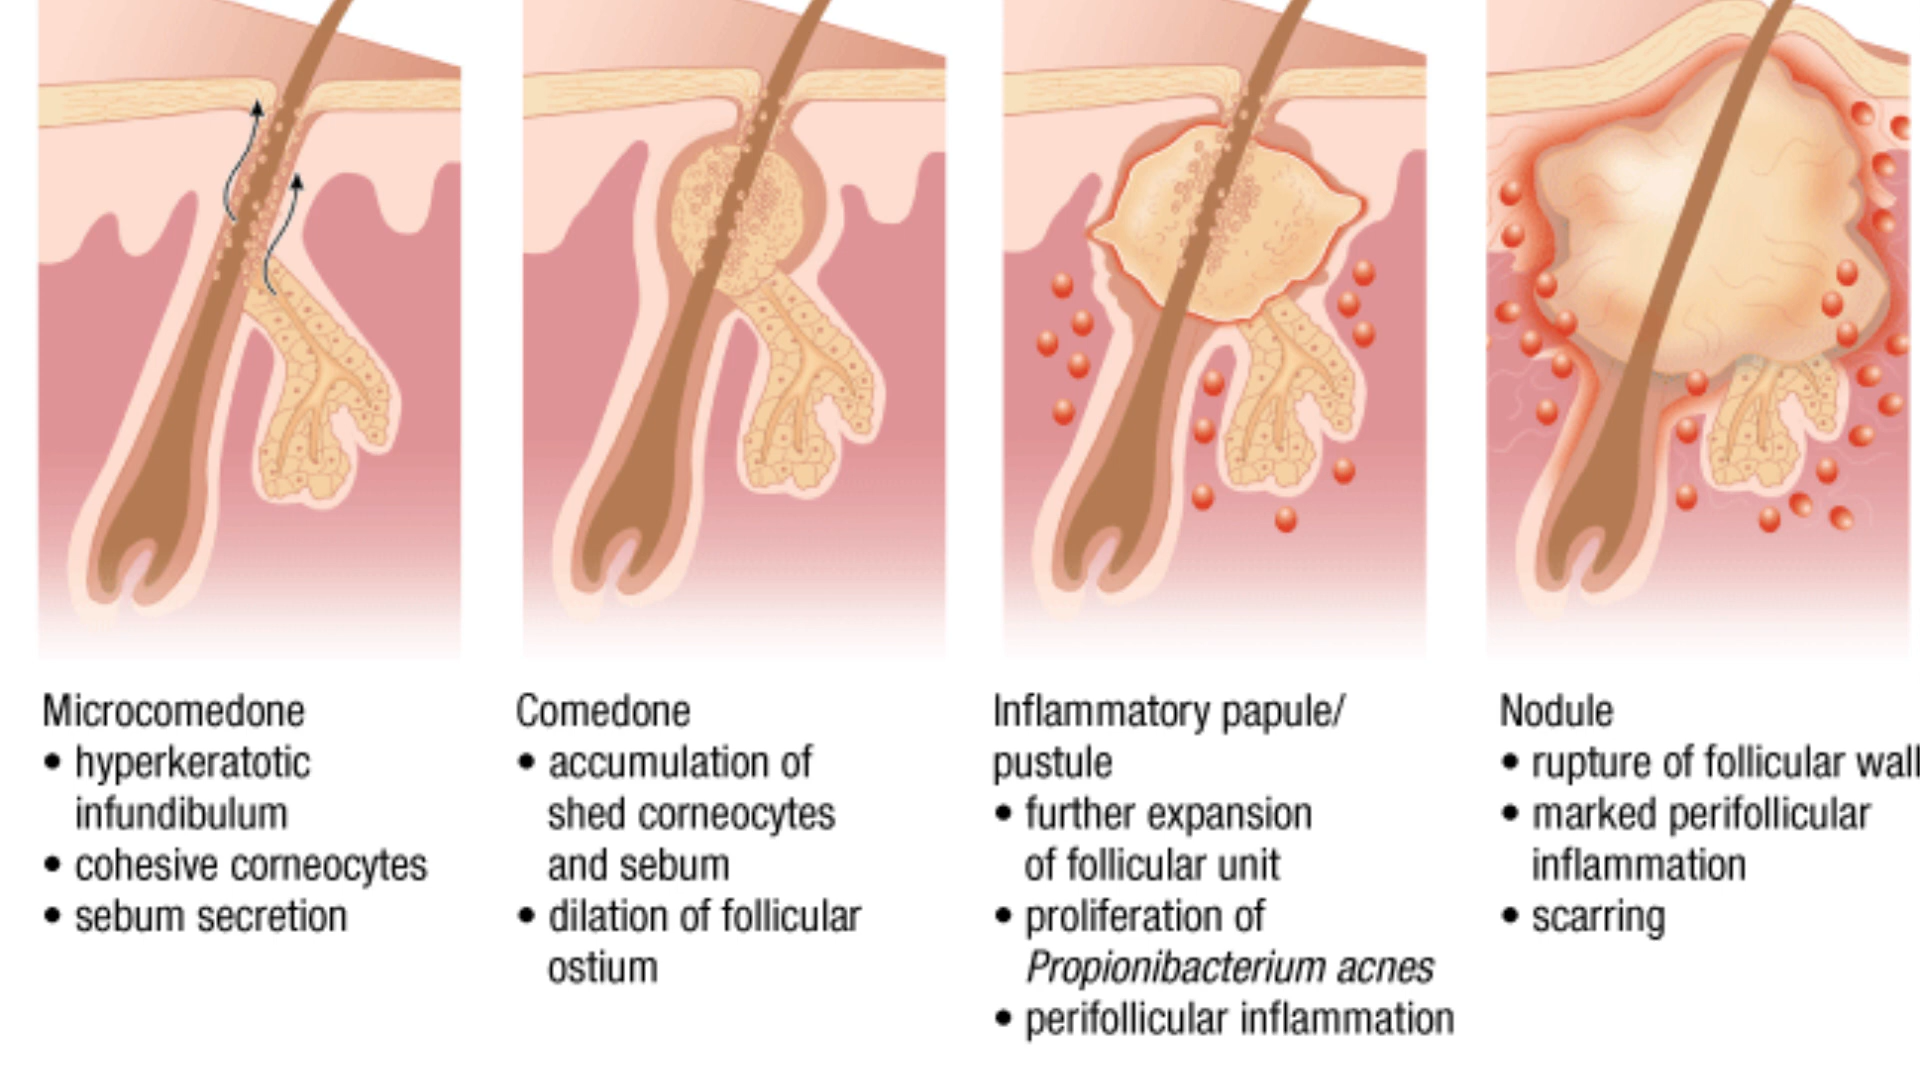 Microcomedone
• hyperkeratotic
infundibulum
• cohesive corneocytes
• sebum secretion
Comedone
• accumulation of
shed corneocytes
and sebum
• dilation of follicular
ostium
Inflammatory papule/
pustule
• further expansion
of follicular unit
• proliferation of
Propionibacterium acnes
• perifollicular inflammation
Nodule
• rupture of follicular wall
• marked perifollicular
inflammation
• scarring